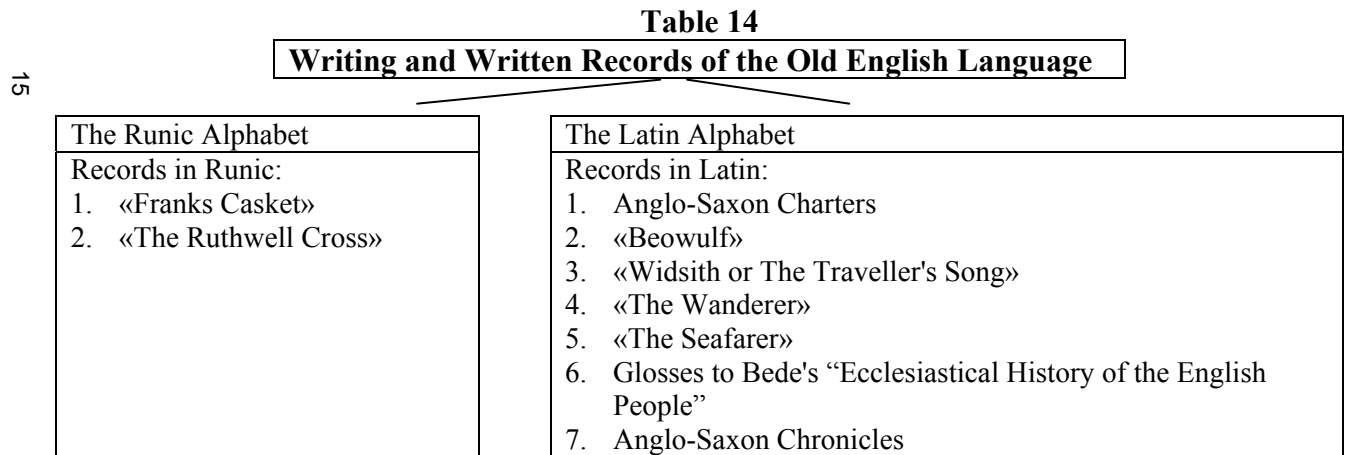 Table 14
Writing and Written Records of the Old English Language
15
The Runic Alphabet
Records in Runic:
1. «Franks Casket»
2. «The Ruthwell Cross»
The Latin Alphabet
Records in Latin:
1. Anglo-Saxon Charters
2. «Beowulf»
3. «Widsith or The Traveller's Song»
4. «The Wanderer»
5. «The Seafarer»
6. Glosses to Bede's “Ecclesiastical History of the English
People”
7. Anglo-Saxon Chronicles